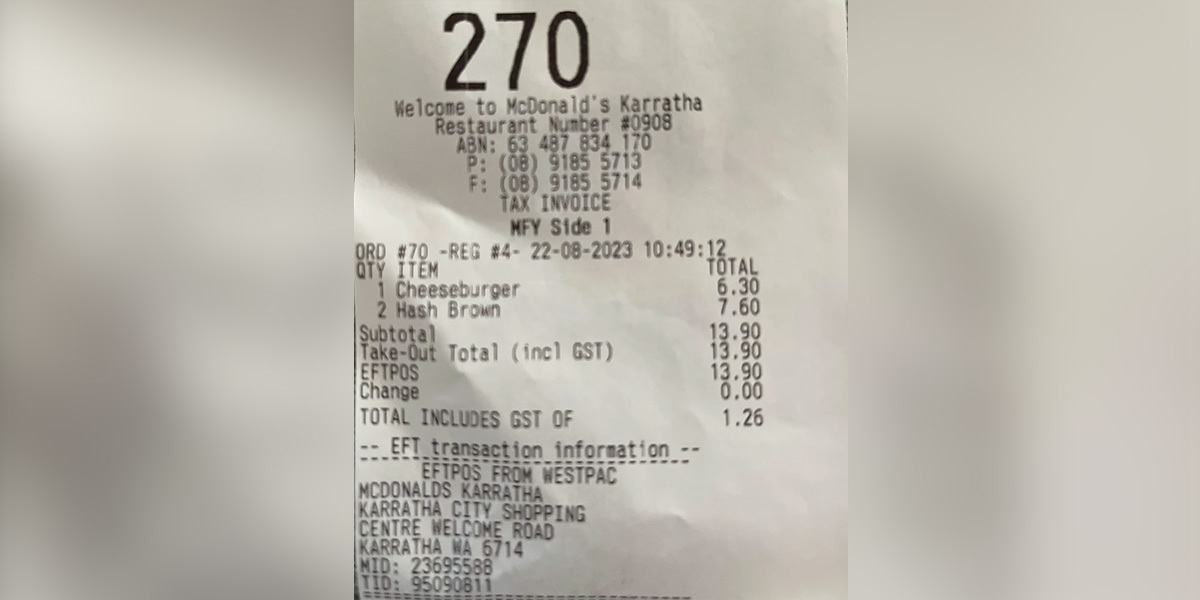 270
Welcome to McDonald's Karratha
Restaurant Number #0908
ABN: 63 487 834 170
P: (08) 9185 5713
F: (08) 9185 5714
TAX INVOICE
MFY Side 1
ORD #70 -REG #4- 22-08-2023 10:49:12
QTY ITEM TOTAL
1 Cheeseburger 6.30
2 Hash Brown 7.60
Subtotal 13.90
Take-Out Total (incl GST) 13.90
EFTPOS 13.90
Change 0.00
TOTAL INCLUDES GST OF 1.26
-- EFT transaction information --
EFTPOS FROM WESTPAC
MCDONALDS KARRATHA
KARRATHA CITY SHOPPING
CENTRE WELCOME ROAD
KARRATHA WA 6714
MID: 23695588
TID: 95090811